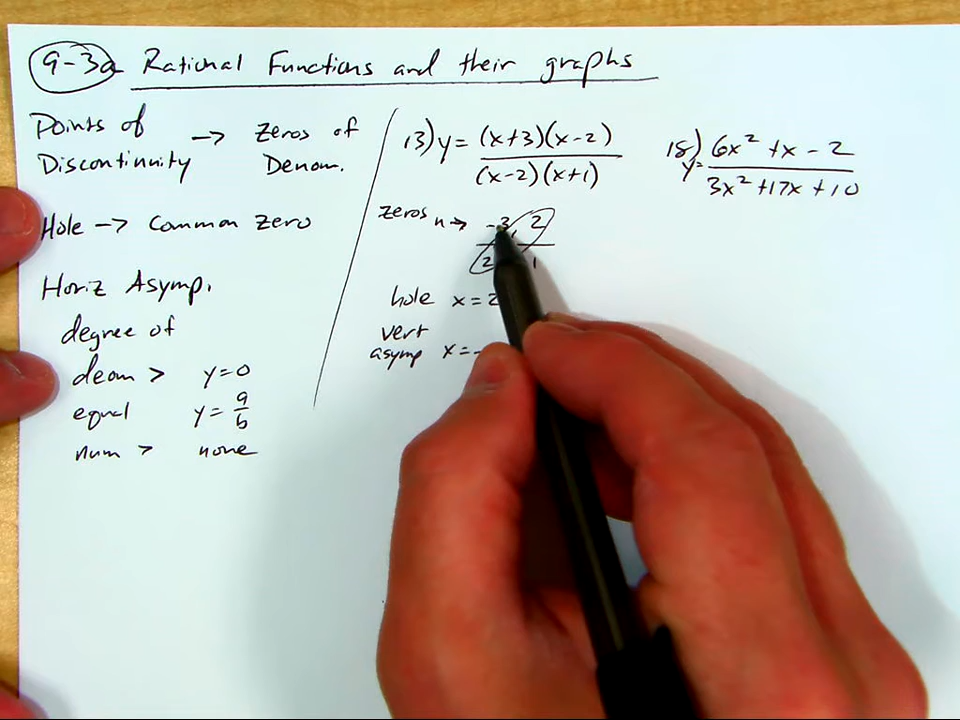 9-3a Rational Functions and their graphs
Points of Discontinuity → Zeros of Denom.
Hole → Common Zero
Horiz Asymp.
degree of
deom > y=0
equal y = a/b
num > none
13) y = (x+3)(x-2) / (x-2)(x+1)
zeros n → -3, 2
2 1
hole x = 2
vert asymp x = -
18) y = 6x² + x - 2 / 3x² + 17x + 10